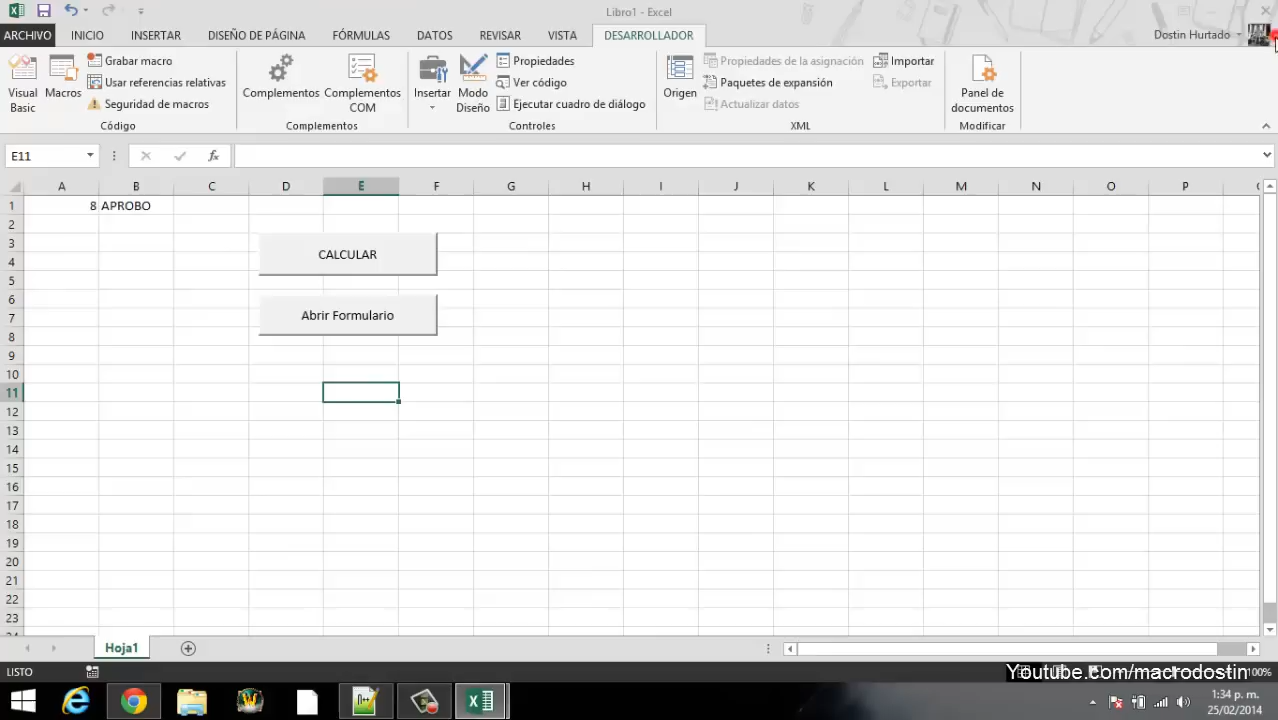 Libro1 - Excel
ARCHIVO INICIO INSERTAR DISEÑO DE PÁGINA FÓRMULAS DATOS REVISAR VISTA DESARROLLADOR Dostin Hurtado
Visual Basic
Macros
Grabar macro
Usar referencias relativas
Seguridad de macros
Código
Complementos
Complementos COM
Complementos
Insertar
Modo Diseño
Propiedades
Ver código
Ejecutar cuadro de diálogo
Controles
Origen
Propiedades de la asignación
Paquetes de expansión
Actualizar datos
Importar
Exportar
XML
Panel de documentos
Modificar
E11
fx
A B C D E F G H I J K L M N O P
1 8 APROBO
2
3
4
CALCULAR
5
6
7
Abrir Formulario
8
9
10
11
12
13
14
15
16
17
18
19
20
21
22
23
Hoja1
LISTO
100%
Youtube.com/macrodostin
1:34 p. m.
25/02/2014